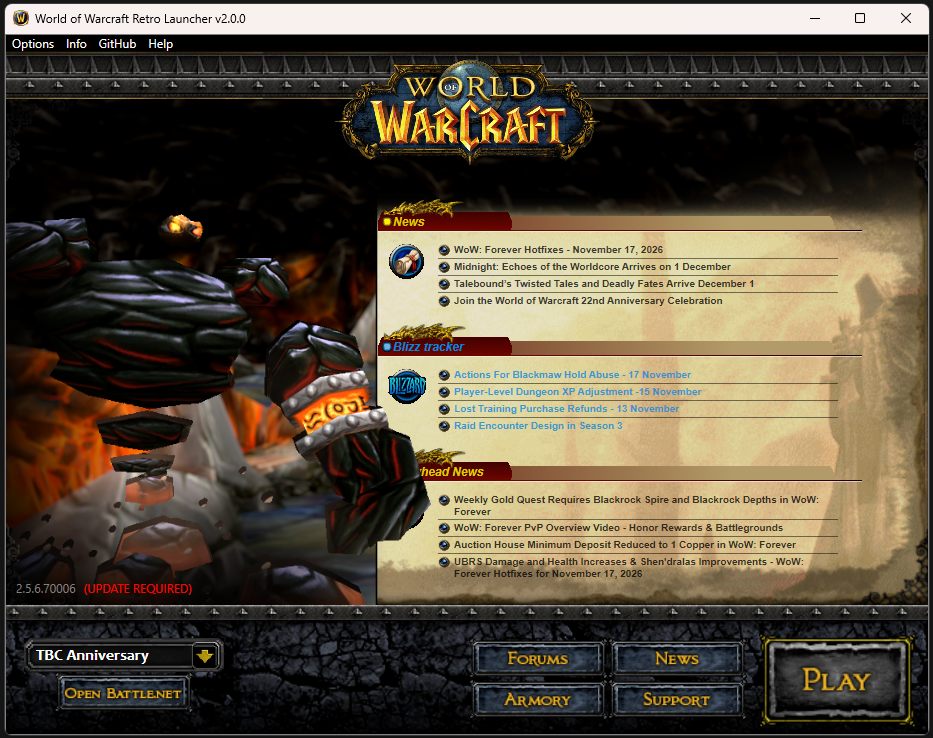 World of Warcraft Retro Launcher v2.0.0
Options Info GitHub Help
WORLD
OF
WARCRAFT
News
WoW: Forever Hotfixes - November 17, 2026
Midnight: Echoes of the Worldcore Arrives on 1 December
Talebound's Twisted Tales and Deadly Fates Arrive December 1
Join the World of Warcraft 22nd Anniversary Celebration
Blizz tracker
BLIZZARD
Actions For Blackmaw Hold Abuse - 17 November
Player-Level Dungeon XP Adjustment -15 November
Lost Training Purchase Refunds - 13 November
Raid Encounter Design in Season 3
head News
Weekly Gold Quest Requires Blackrock Spire and Blackrock Depths in WoW:
Forever
WoW: Forever PvP Overview Video - Honor Rewards & Battlegrounds
Auction House Minimum Deposit Reduced to 1 Copper in WoW: Forever
UBRS Damage and Health Increases & Shen'dralas Improvements - WoW:
Forever Hotfixes for November 17, 2026
2.5.6.70006 (UPDATE REQUIRED)
TBC Anniversary
Open Battle.net
Forums
News
Armory
Support
Play